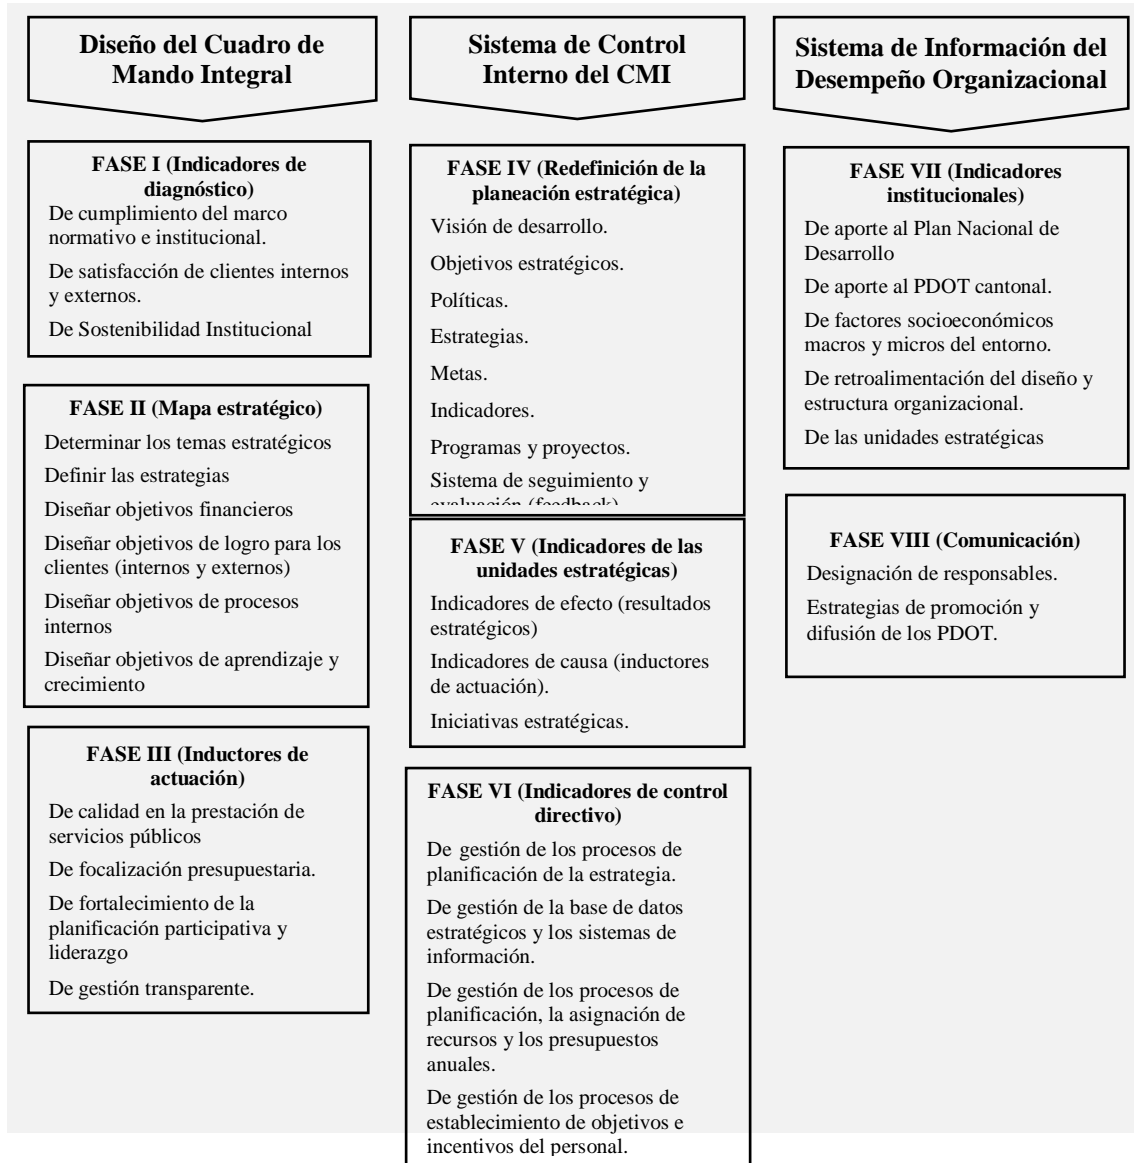 Diseño del Cuadro de
Mando Integral
FASE I (Indicadores de
diagnóstico)
De cumplimiento del marco
normativo e institucional.
De satisfacción de clientes internos
y externos.
De Sostenibilidad Institucional
FASE II (Mapa estratégico)
Determinar los temas estratégicos
Definir las estrategias
Diseñar objetivos financieros
Diseñar objetivos de logro para los
clientes (internos y externos)
Diseñar objetivos de procesos
internos
Diseñar objetivos de aprendizaje y
crecimiento
FASE III (Inductores de
actuación)
De calidad en la prestación de
servicios públicos
De focalización presupuestaria.
De fortalecimiento de la
planificación participativa y
liderazgo
De gestión transparente.
Sistema de Control
Interno del CMI
FASE IV (Redefinición de la
planeación estratégica)
Visión de desarrollo.
Objetivos estratégicos.
Políticas.
Estrategias.
Metas.
Indicadores.
Programas y proyectos.
Sistema de seguimiento y
evaluación (feedback)
FASE V (Indicadores de las
unidades estratégicas)
Indicadores de efecto (resultados
estratégicos)
Indicadores de causa (inductores
de actuación).
Iniciativas estratégicas.
FASE VI (Indicadores de control
directivo)
De gestión de los procesos de
planificación de la estrategia.
De gestión de la base de datos
estratégicos y los sistemas de
información.
De gestión de los procesos de
planificación, la asignación de
recursos y los presupuestos
anuales.
De gestión de los procesos de
establecimiento de objetivos e
incentivos del personal.
Sistema de Información del
Desempeño Organizacional
FASE VII (Indicadores
institucionales)
De aporte al Plan Nacional de
Desarrollo
De aporte al PDOT cantonal.
De factores socioeconómicos
macros y micros del entorno.
De retroalimentación del diseño y
estructura organizacional.
De las unidades estratégicas
FASE VIII (Comunicación)
Designación de responsables.
Estrategias de promoción y
difusión de los PDOT.